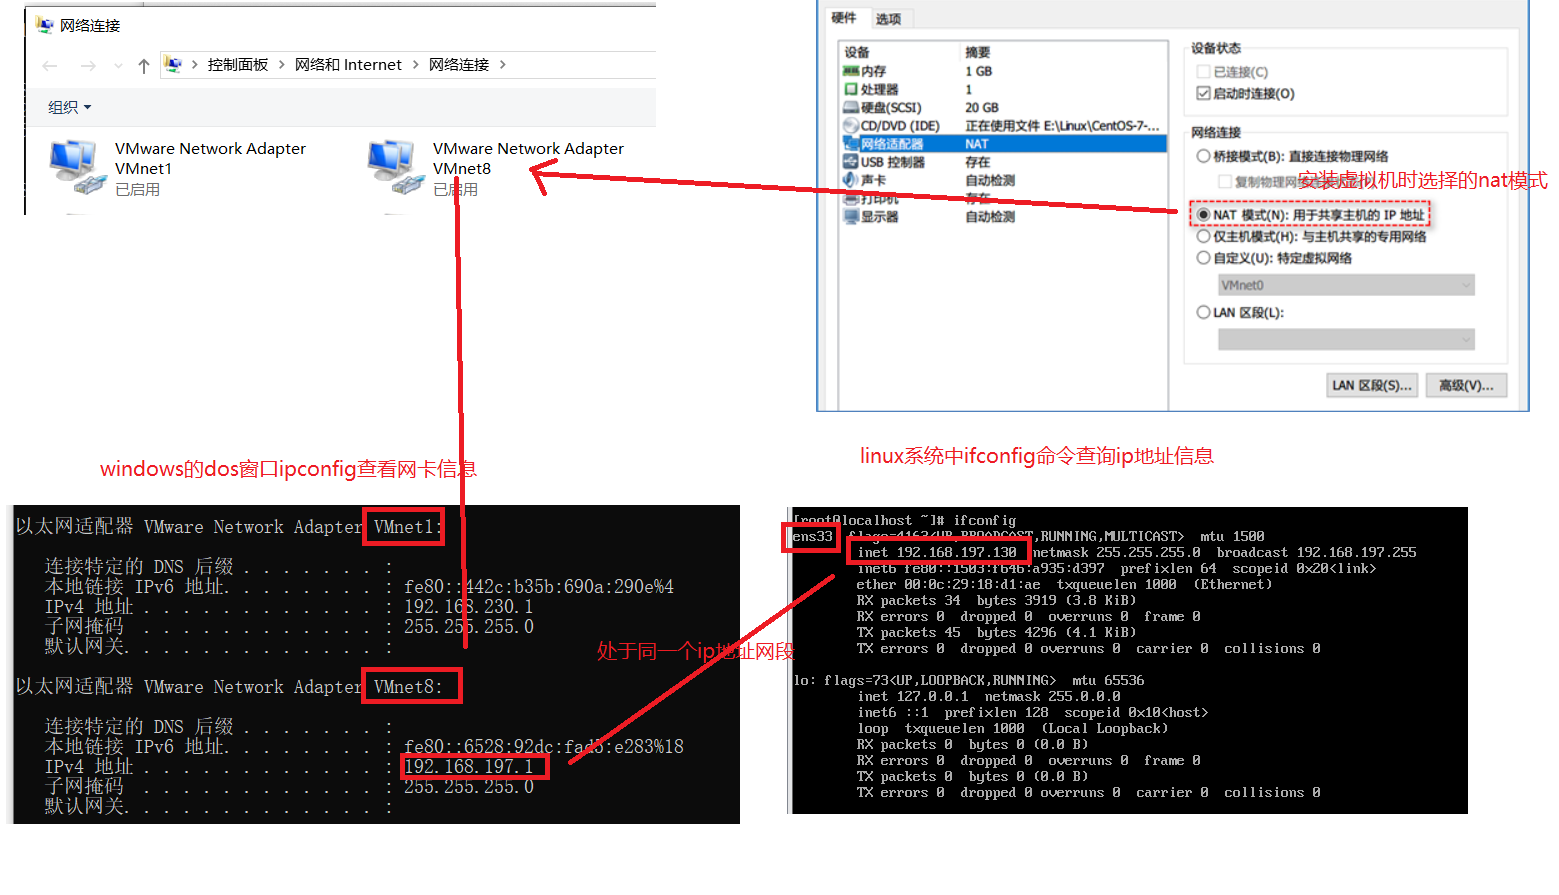 网络连接
控制面板 > 网络和 Internet > 网络连接 >
组织
VMware Network Adapter
VMnet1
已启用
VMware Network Adapter
VMnet8
已启用
硬件 选项
设备 摘要
内存 1 GB
处理器 1
硬盘(SCSI) 20 GB
CD/DVD (IDE) 正在使用文件 E:\Linux\CentOS-7-...
网络适配器 NAT
USB 控制器 存在
声卡 自动检测
打印机 存在
显示器 自动检测
设备状态
已连接(C)
启动时连接(O)
网络连接
桥接模式(B): 直接连接物理网络
复制物理网络
安装虚拟机时选择的nat模式
NAT 模式(N): 用于共享主机的 IP 地址
仅主机模式(H): 与主机共享的专用网络
自定义(U): 特定虚拟网络
VMnet0
LAN 区段(L):
LAN 区段(S)... 高级(V)...
windows的dos窗口ipconfig查看网卡信息
以太网适配器 VMware Network Adapter VMnet1:
连接特定的 DNS 后缀 . . . . . . . :
本地链接 IPv6 地址. . . . . . . . : fe80::442c:b35b:690a:290e%4
IPv4 地址 . . . . . . . . . . . . : 192.168.230.1
子网掩码 . . . . . . . . . . . . : 255.255.255.0
默认网关. . . . . . . . . . . . . :
以太网适配器 VMware Network Adapter VMnet8:
连接特定的 DNS 后缀 . . . . . . . :
本地链接 IPv6 地址. . . . . . . . : fe80::6528:92dc:fad5:e283%18
IPv4 地址 . . . . . . . . . . . . : 192.168.197.1
子网掩码 . . . . . . . . . . . . : 255.255.255.0
默认网关. . . . . . . . . . . . . :
处于同一个ip地址网段
linux系统中ifconfig命令查询ip地址信息
[root@localhost ~]# ifconfig
ens33 flags=4163<UP,BROADCAST,RUNNING,MULTICAST> mtu 1500
inet 192.168.197.130 netmask 255.255.255.0 broadcast 192.168.197.255
inet6 fe80::1503:fb4b:a935:d397 prefixlen 64 scopeid 0x20<link>
ether 00:0c:29:18:d1:ae txqueuelen 1000 (Ethernet)
RX packets 34 bytes 3919 (3.8 KiB)
RX errors 0 dropped 0 overruns 0 frame 0
TX packets 45 bytes 4296 (4.1 KiB)
TX errors 0 dropped 0 overruns 0 carrier 0 collisions 0
lo: flags=73<UP,LOOPBACK,RUNNING> mtu 65536
inet 127.0.0.1 netmask 255.0.0.0
inet6 ::1 prefixlen 128 scopeid 0x10<host>
loop txqueuelen 1000 (Local Loopback)
RX packets 0 bytes 0 (0.0 B)
RX errors 0 dropped 0 overruns 0 frame 0
TX packets 0 bytes 0 (0.0 B)
TX errors 0 dropped 0 overruns 0 carrier 0 collisions 0